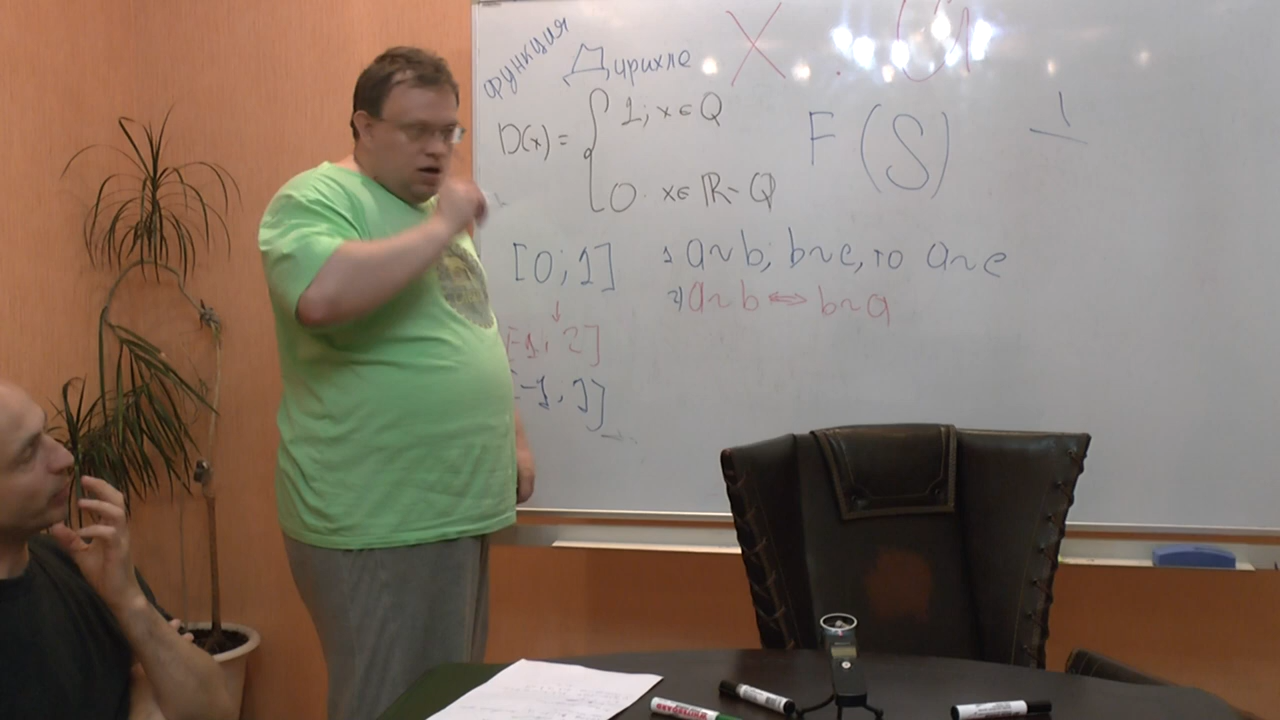 функция
Дирихле
X
D(x) = { 1; x ∈ Q
0. x ∈ ℝ - Q
F (S)
[0; 1]
↓
[-1; 2]
[-1, 1]
1 a ~ b; b ~ c, то a ~ c
2) a ~ b ⇔ b ~ a